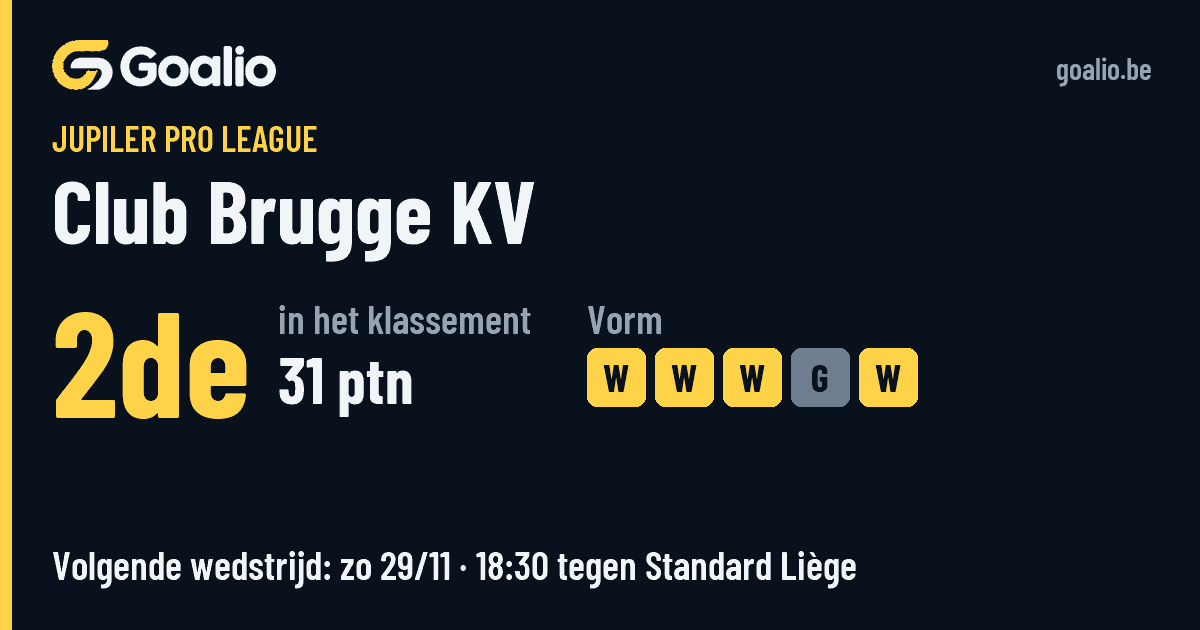 Goalio
goalio.be
JUPILER PRO LEAGUE
Club Brugge KV
2de
in het klassement
31 ptn
Vorm
W W W G W
Volgende wedstrijd: zo 29/11 · 18:30 tegen Standard Liège